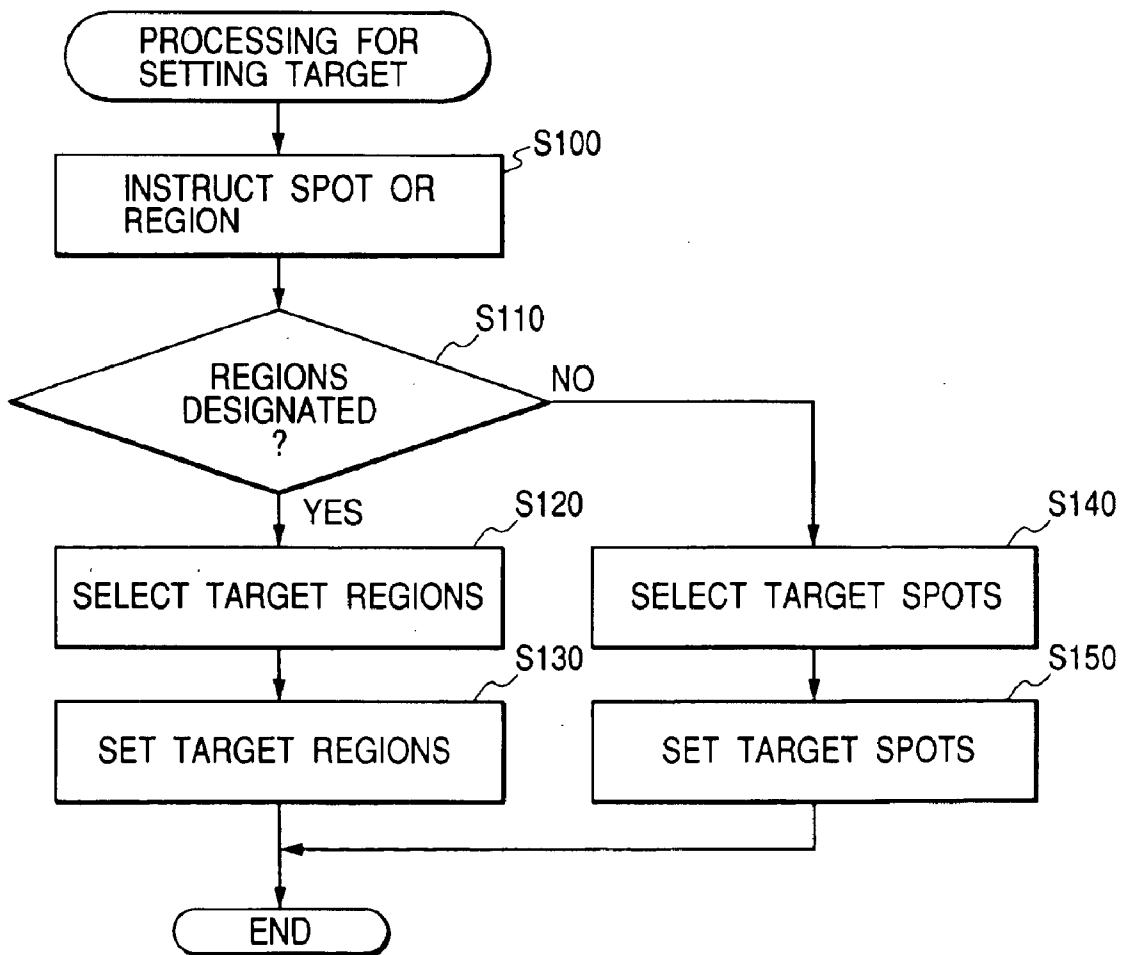 PROCESSING FOR
SETTING TARGET
S100
INSTRUCT SPOT OR
REGION
S110
REGIONS
DESIGNATED
?
NO
YES
S120
SELECT TARGET REGIONS
S140
SELECT TARGET SPOTS
S130
SET TARGET REGIONS
S150
SET TARGET SPOTS
END